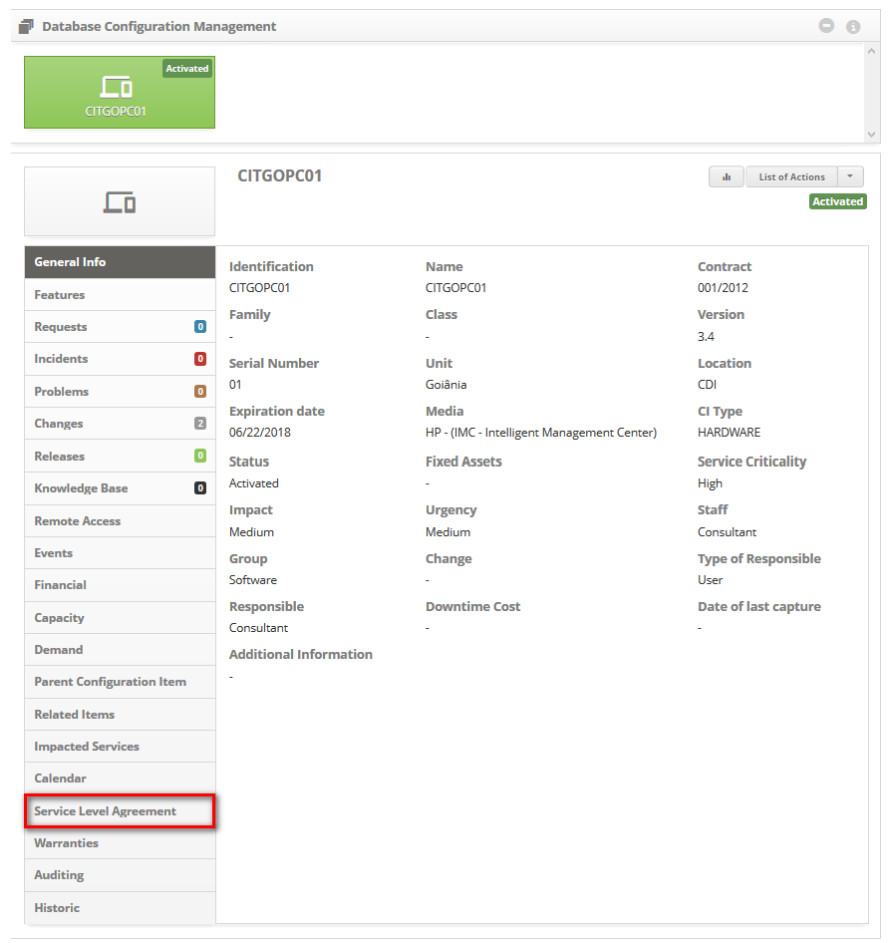 Database Configuration Management
Activated
CITGOPC01
CITGOPC01
List of Actions
Activated
General Info
Features
Requests 0
Incidents 0
Problems 0
Changes 2
Releases 0
Knowledge Base 0
Remote Access
Events
Financial
Capacity
Demand
Parent Configuration Item
Related Items
Impacted Services
Calendar
Service Level Agreement
Warranties
Auditing
Historic
Identification Name Contract
CITGOPC01 CITGOPC01 001/2012
Family Class Version
- - 3.4
Serial Number Unit Location
01 Goiânia CDI
Expiration date Media CI Type
06/22/2018 HP - (IMC - Intelligent Management Center) HARDWARE
Status Fixed Assets Service Criticality
Activated - High
Impact Urgency Staff
Medium Medium Consultant
Group Change Type of Responsible
Software - User
Responsible Downtime Cost Date of last capture
Consultant - -
Additional Information
-